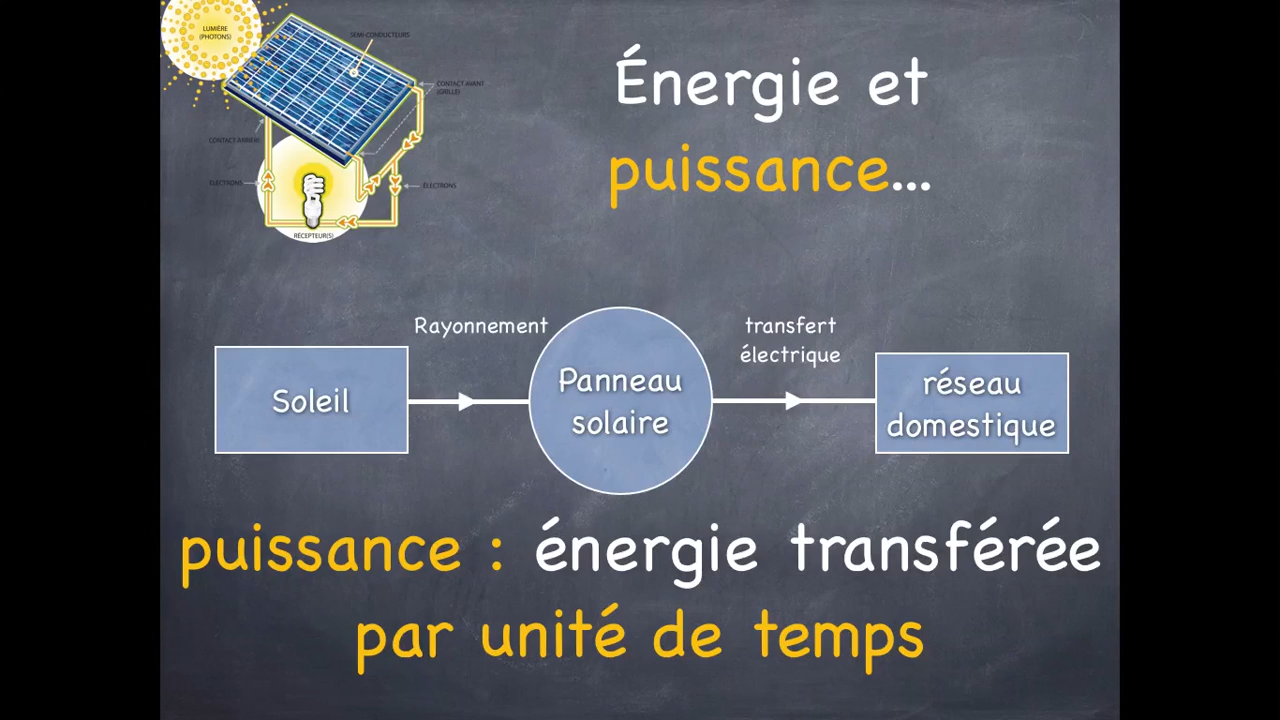 LUMIÈRE
(PHOTONS)
SEMI-CONDUCTEURS
CONTACT AVANT
(GRILLE)
CONTACT ARRIÈRE
ÉLECTRONS
ÉLECTRONS
RÉCEPTEUR(S)
Énergie et
puissance...
Rayonnement
transfert
électrique
Soleil
Panneau
solaire
réseau
domestique
puissance : énergie transférée
par unité de temps